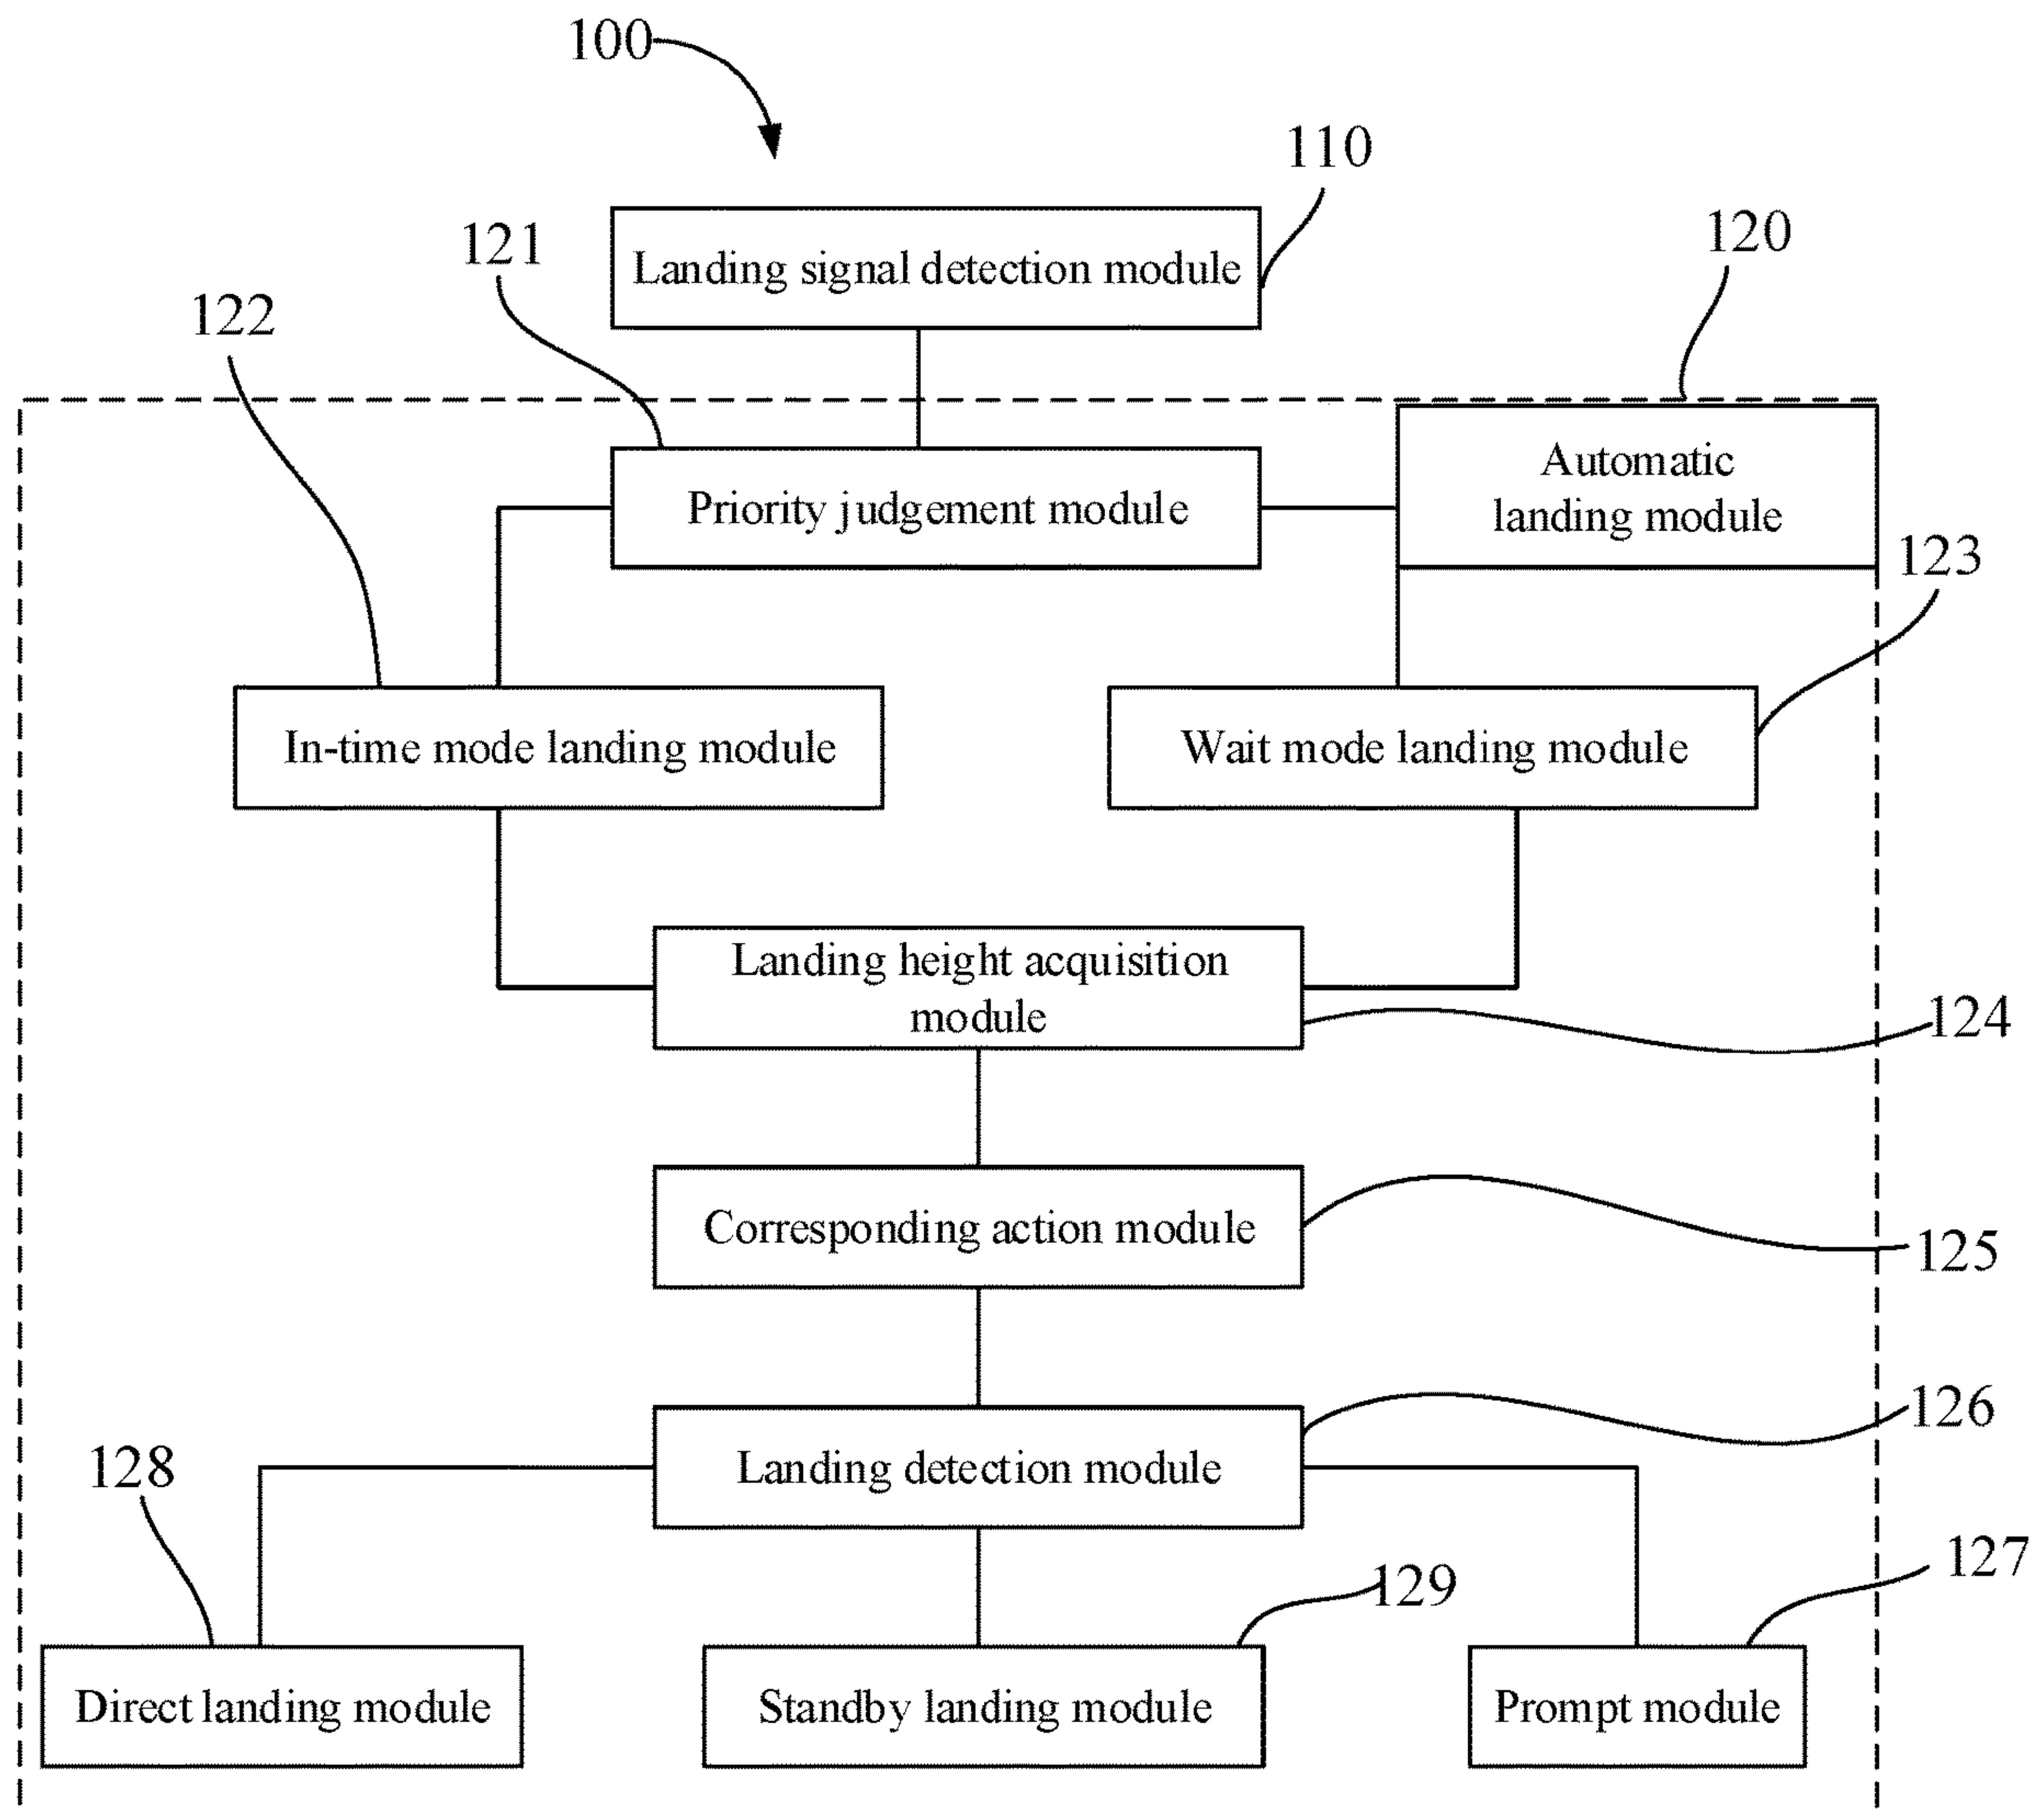 100
110
Landing signal detection module
120
121
122
Automatic
landing module
Priority judgement module
123
In-time mode landing module
Wait mode landing module
Landing height acquisition
module
124
Corresponding action module
125
126
Landing detection module
128
127
129
Direct landing module
Standby landing module
Prompt module